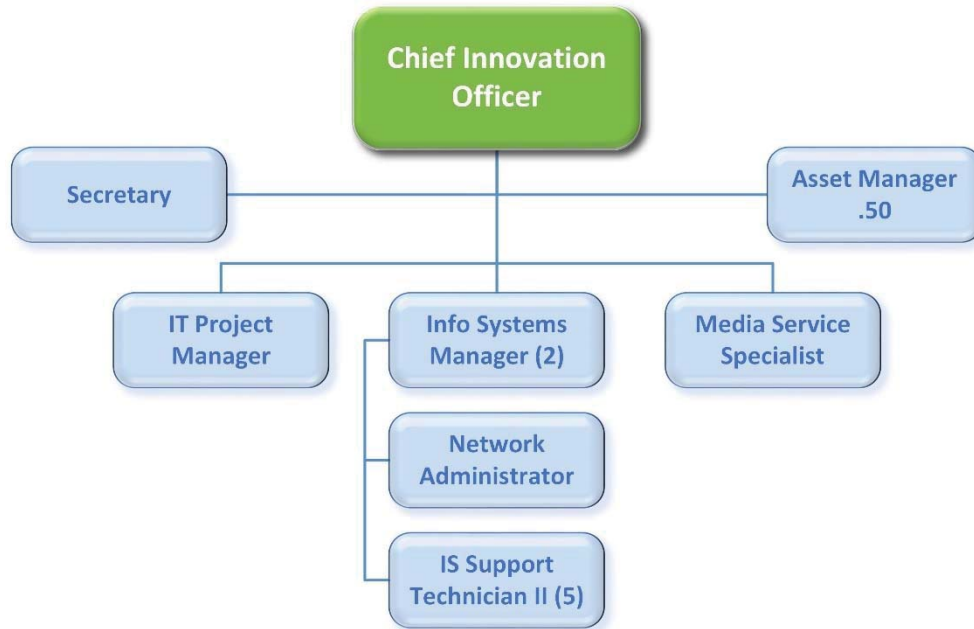 Chief Innovation
Officer
Secretary
Asset Manager
.50
IT Project
Manager
Info Systems
Manager (2)
Media Service
Specialist
Network
Administrator
IS Support
Technician II (5)